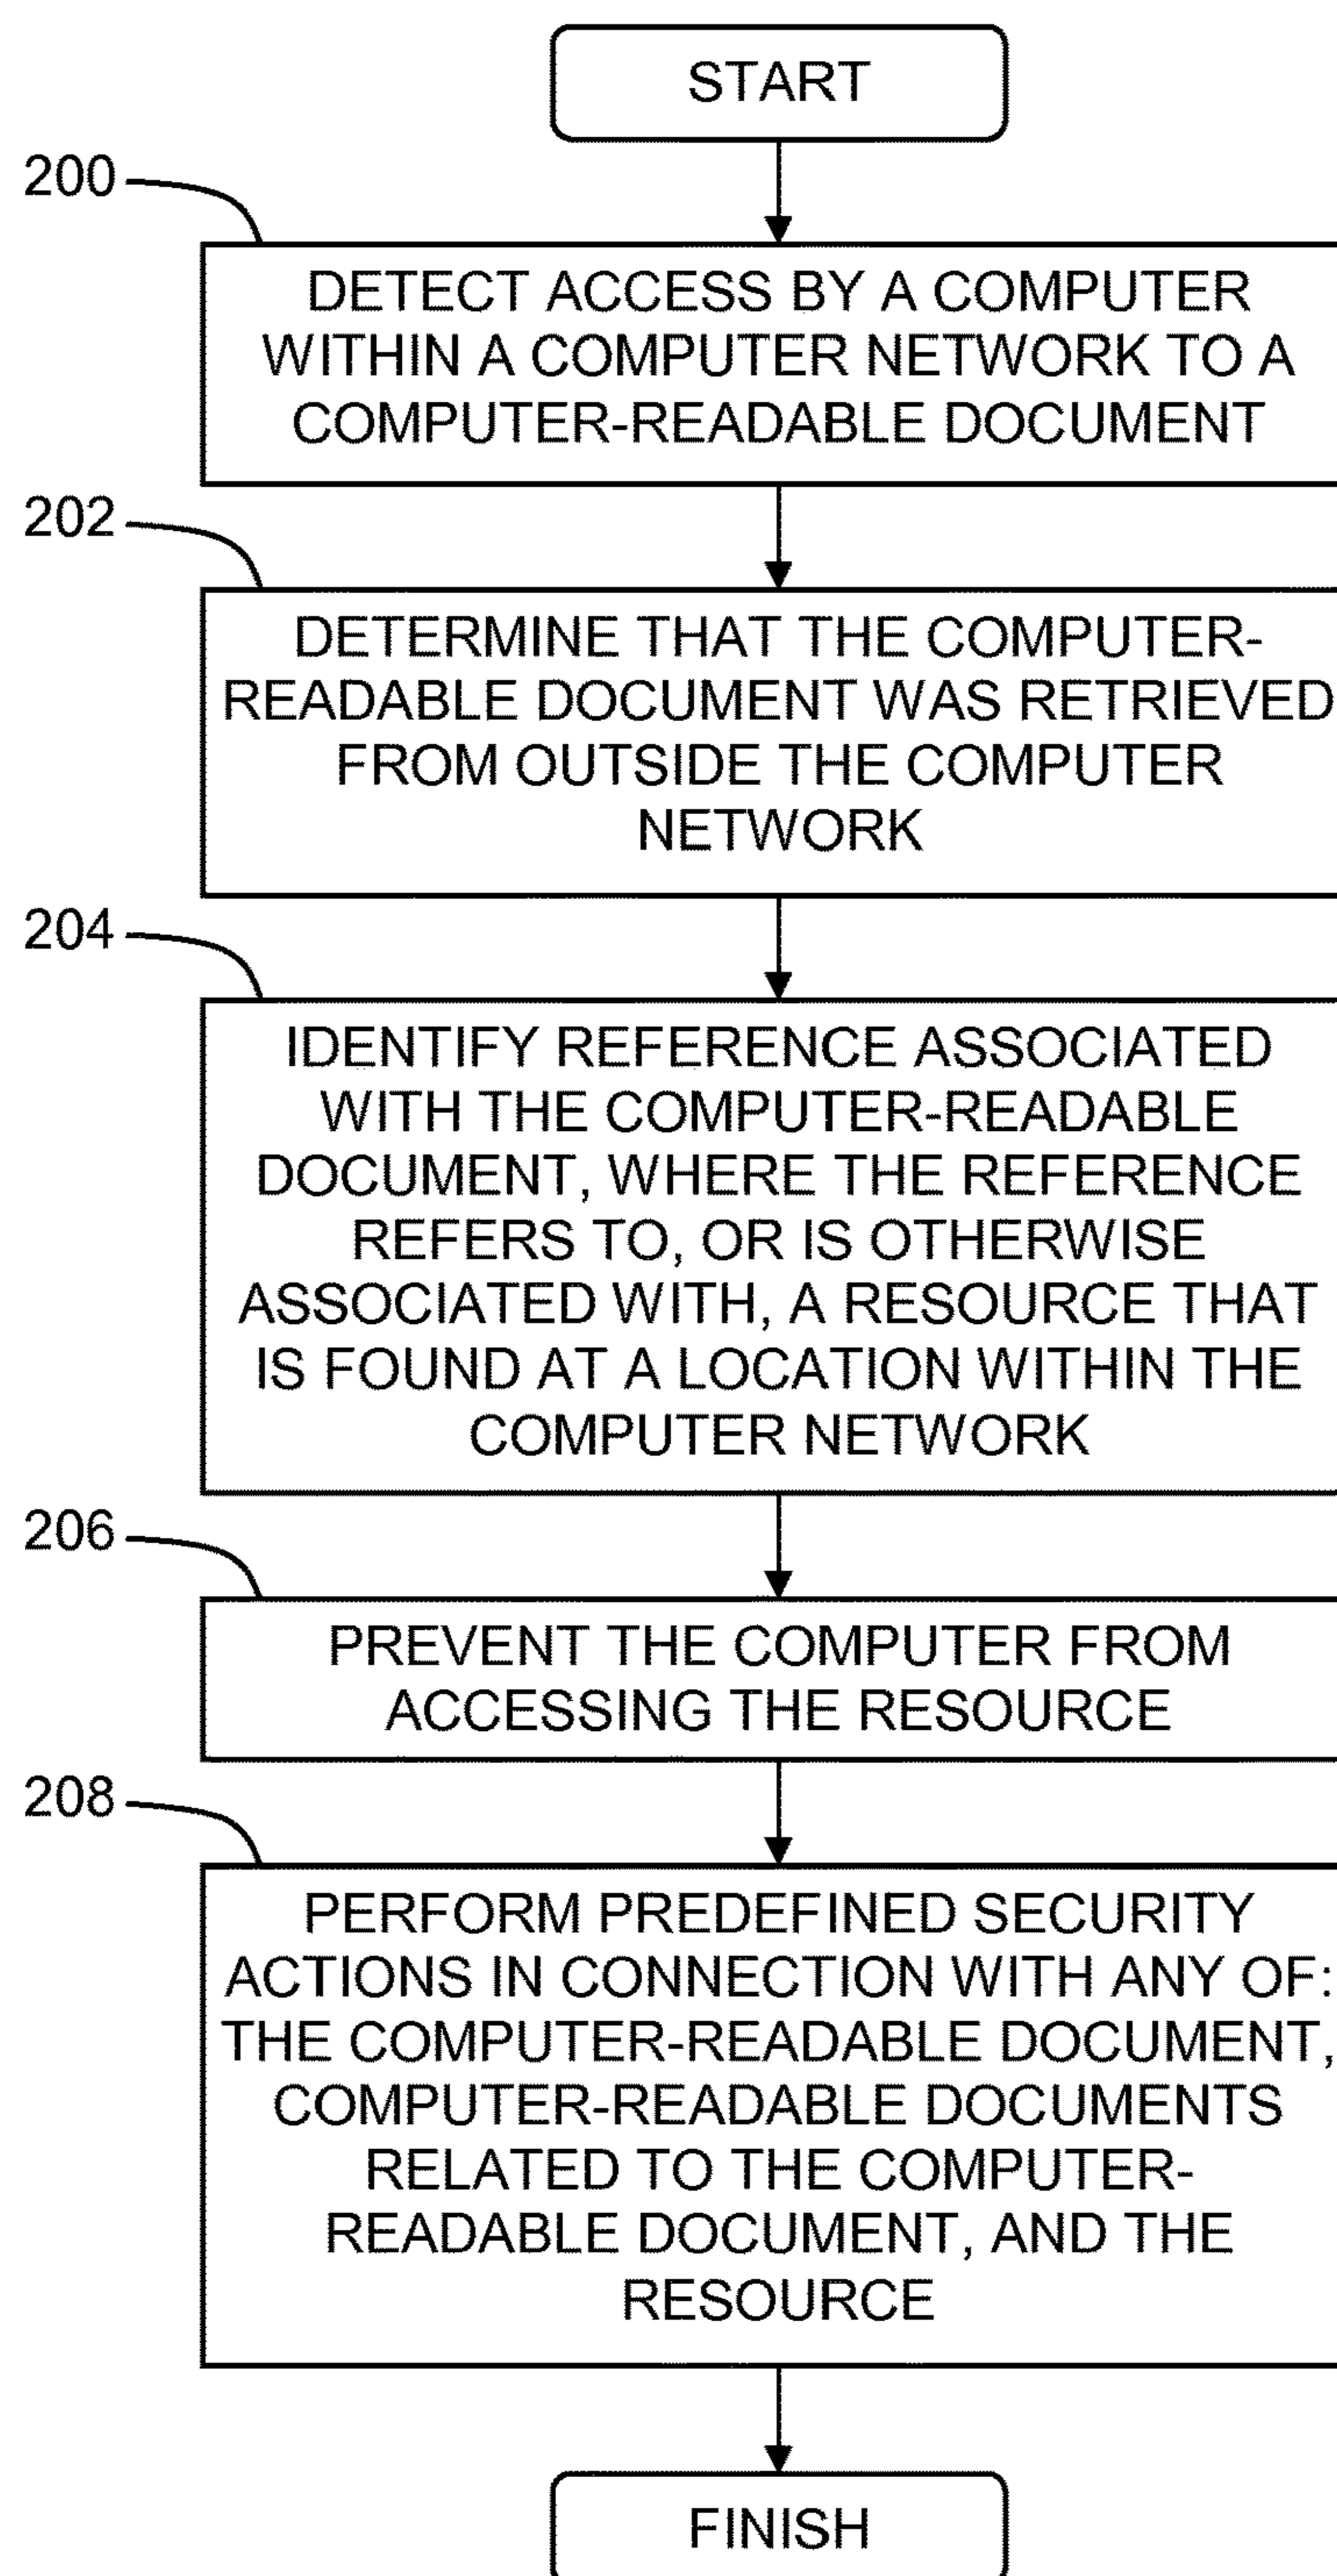 START
200
DETECT ACCESS BY A COMPUTER
WITHIN A COMPUTER NETWORK TO A
COMPUTER-READABLE DOCUMENT
202
DETERMINE THAT THE COMPUTER-
READABLE DOCUMENT WAS RETRIEVED
FROM OUTSIDE THE COMPUTER
NETWORK
204
IDENTIFY REFERENCE ASSOCIATED
WITH THE COMPUTER-READABLE
DOCUMENT, WHERE THE REFERENCE
REFERS TO, OR IS OTHERWISE
ASSOCIATED WITH, A RESOURCE THAT
IS FOUND AT A LOCATION WITHIN THE
COMPUTER NETWORK
206
PREVENT THE COMPUTER FROM
ACCESSING THE RESOURCE
208
PERFORM PREDEFINED SECURITY
ACTIONS IN CONNECTION WITH ANY OF:
THE COMPUTER-READABLE DOCUMENT,
COMPUTER-READABLE DOCUMENTS
RELATED TO THE COMPUTER-
READABLE DOCUMENT, AND THE
RESOURCE
FINISH